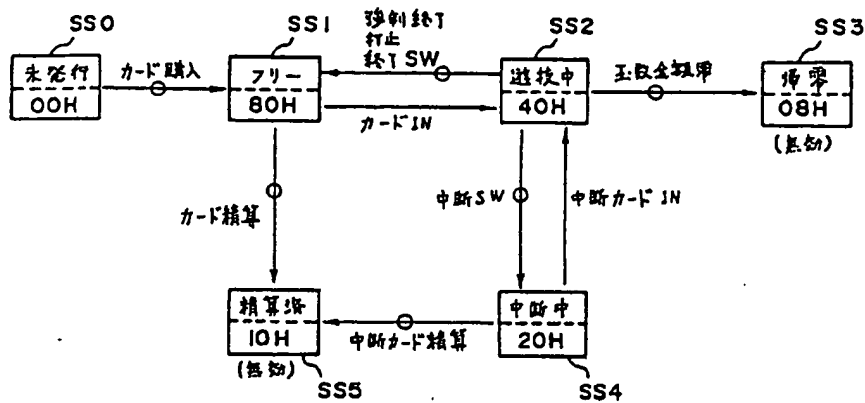 SS0
SS1
SS2
SS3
未発行
00H
カード購入
フリー
80H
強制終了
打止
終了SW
カードIN
遊技中
40H
玉数金額零
帰零
08H
(無効)
カード精算
中断SW
中断カードIN
精算済
10H
(無効)
中断カード精算
中断中
20H
SS5
SS4